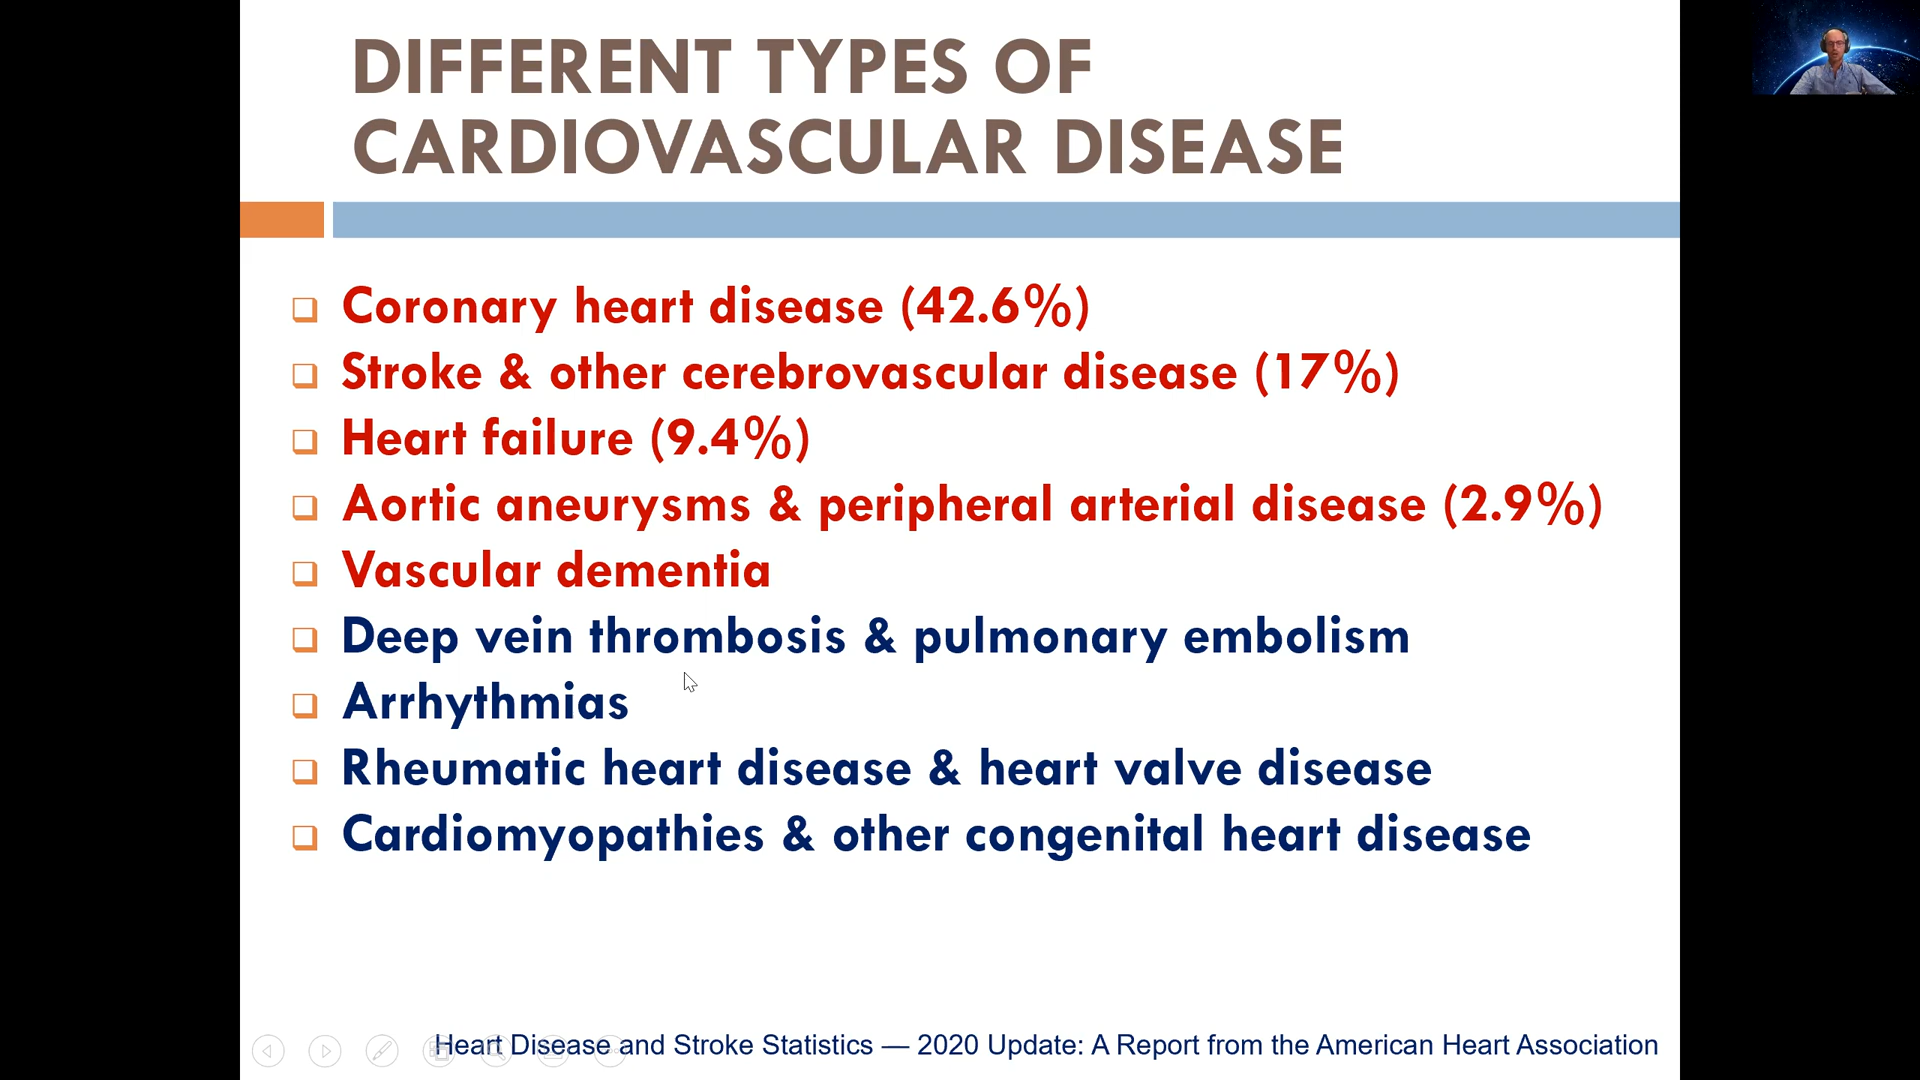 DIFFERENT TYPES OF
CARDIOVASCULAR DISEASE
Coronary heart disease (42.6%)
Stroke & other cerebrovascular disease (17%)
Heart failure (9.4%)
Aortic aneurysms & peripheral arterial disease (2.9%)
Vascular dementia
Deep vein thrombosis & pulmonary embolism
Arrhythmias
Rheumatic heart disease & heart valve disease
Cardiomyopathies & other congenital heart disease
Heart Disease and Stroke Statistics — 2020 Update: A Report from the American Heart Association